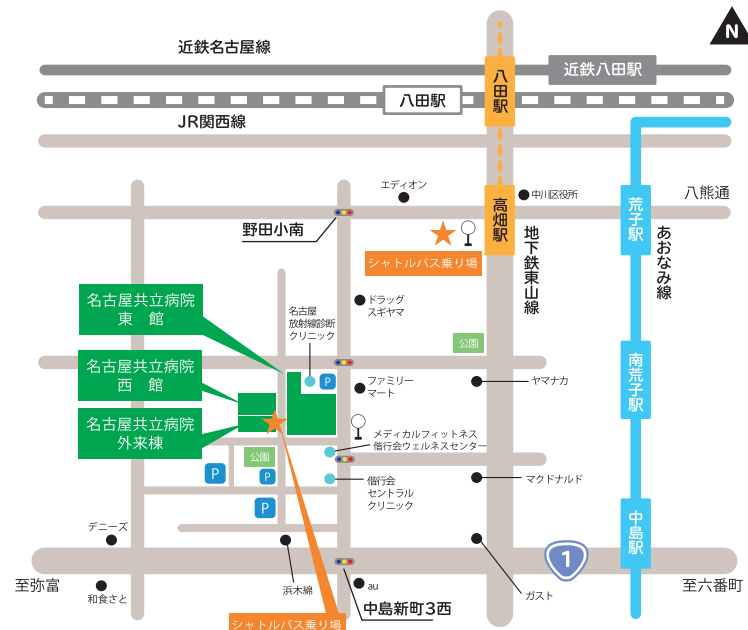 N
近鉄名古屋線
近鉄八田駅
八田駅
八田駅
JR関西線
エディオン
中川区役所
八熊通
野田小南
高畑駅
荒子駅
シャトルバス乗り場
地下鉄東山線
あおなみ線
名古屋共立病院
東 館
名古屋
放射線診断
クリニック
ドラッグ
スギヤマ
公園
名古屋共立病院
西 館
P
ファミリー
マート
ヤマナカ
南荒子駅
名古屋共立病院
外来棟
メディカルフィットネス
偕行会ウェルネスセンター
公園
P
P
偕行会
セントラル
クリニック
マクドナルド
P
中島駅
デニーズ
1
至弥富
至六番町
和食さと
浜木綿
au
ガスト
中島新町3西
シャトルバス乗り場